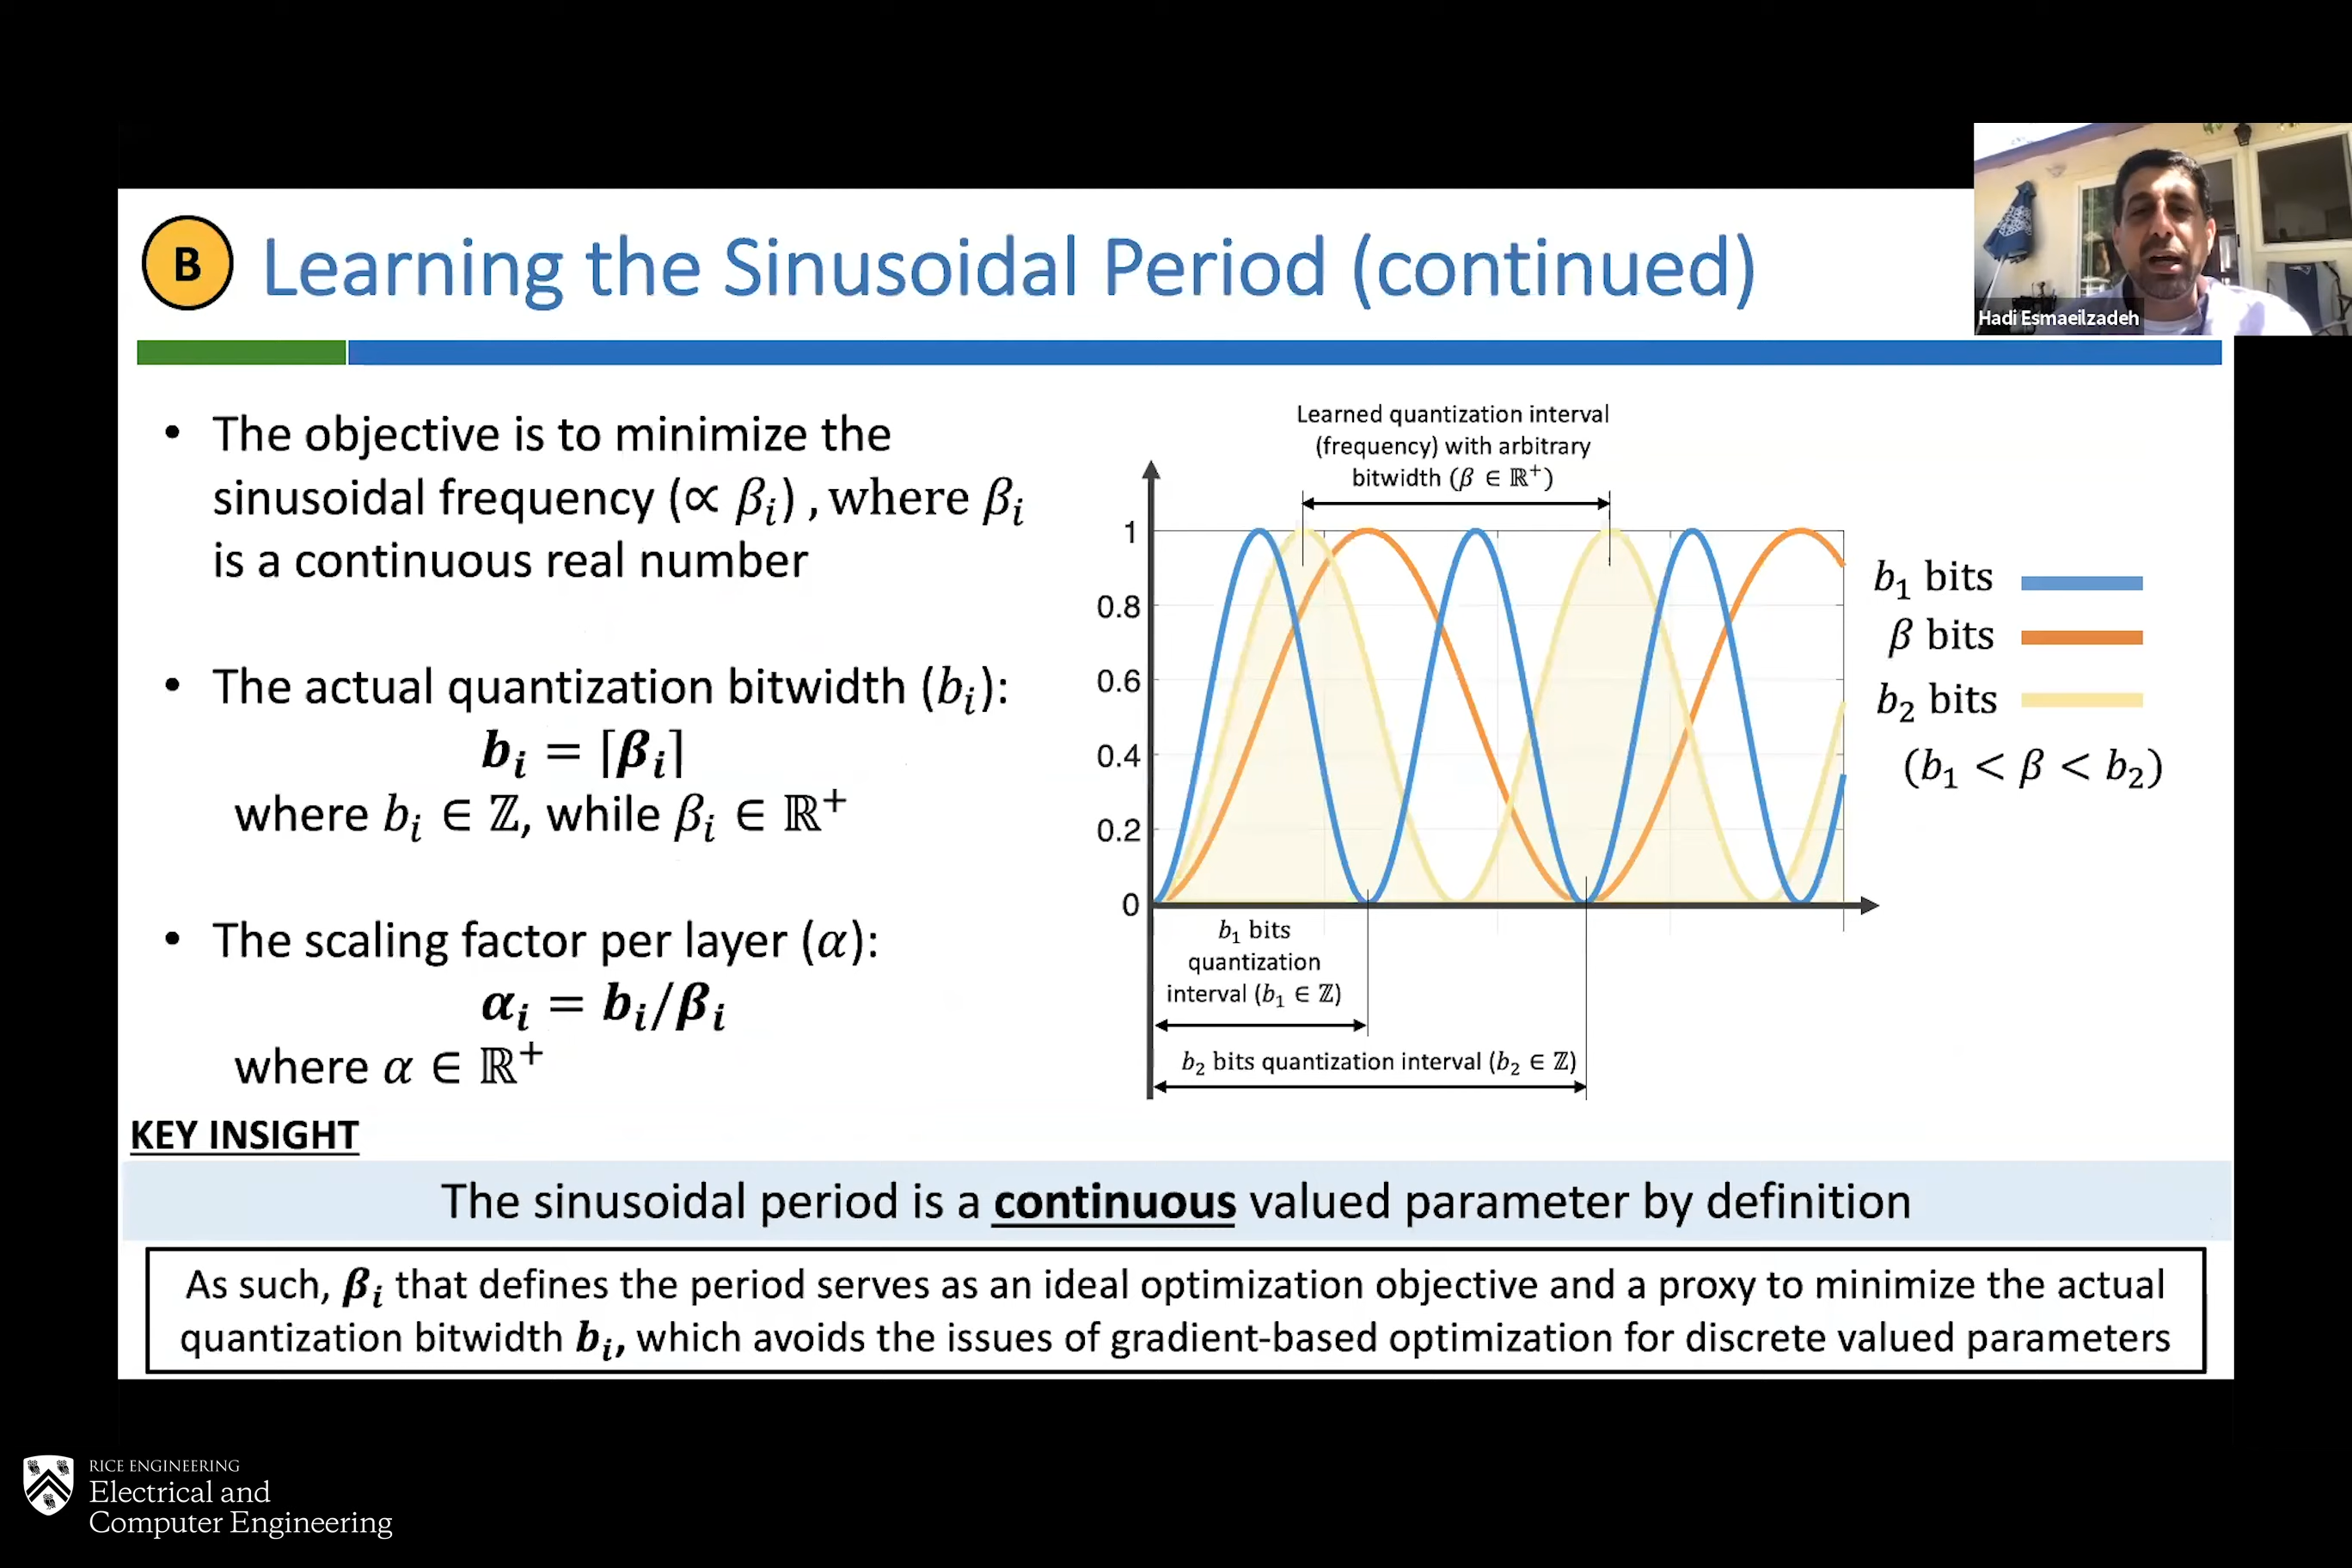 B Learning the Sinusoidal Period (continued)
Hadi Esmaeilzadeh
• The objective is to minimize the
sinusoidal frequency (∝ βᵢ) , where βᵢ
is a continuous real number
• The actual quantization bitwidth (bᵢ):
bᵢ = ⌈βᵢ⌉
where bᵢ ∈ ℤ, while βᵢ ∈ ℝ⁺
• The scaling factor per layer (α):
αᵢ = bᵢ/βᵢ
where α ∈ ℝ⁺
Learned quantization interval
(frequency) with arbitrary
bitwidth (β ∈ ℝ⁺)
1
0.8
0.6
0.4
0.2
0
b₁ bits
β bits
b₂ bits
(b₁ < β < b₂)
b₁ bits
quantization
interval (b₁ ∈ ℤ)
b₂ bits quantization interval (b₂ ∈ ℤ)
KEY INSIGHT
The sinusoidal period is a continuous valued parameter by definition
As such, βᵢ that defines the period serves as an ideal optimization objective and a proxy to minimize the actual
quantization bitwidth bᵢ, which avoids the issues of gradient-based optimization for discrete valued parameters
RICE ENGINEERING
Electrical and
Computer Engineering